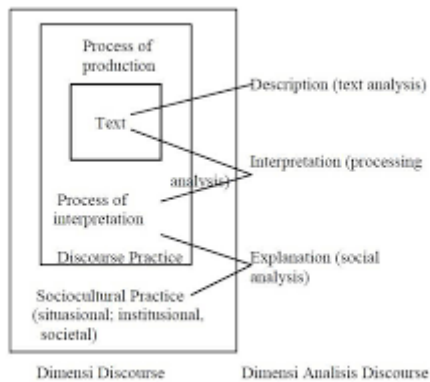 Process of
production
Text
Description (text analysis)
Interpretation (processing
analysis)
Process of
interpretation
Discourse Practice
Explanation (social
analysis)
Sociocultural Practice
(situasional; institusional,
societal)
Dimensi Discourse
Dimensi Analisis Discourse